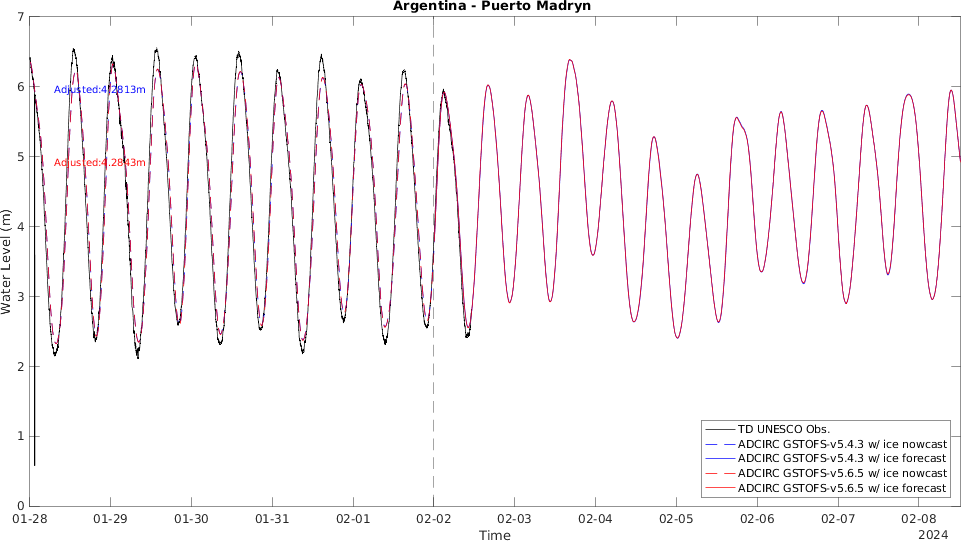 Argentina - Puerto Madryn
7
6
5
4
3
2
1
0
Water Level (m)
Adjusted:4.2813m
Adjusted:4.2843m
TD UNESCO Obs.
ADCIRC GSTOFS-v5.4.3 w/ ice nowcast
ADCIRC GSTOFS-v5.4.3 w/ ice forecast
ADCIRC GSTOFS-v5.6.5 w/ ice nowcast
ADCIRC GSTOFS-v5.6.5 w/ ice forecast
01-28 01-29 01-30 01-31 02-01 02-02 02-03 02-04 02-05 02-06 02-07 02-08
Time
2024